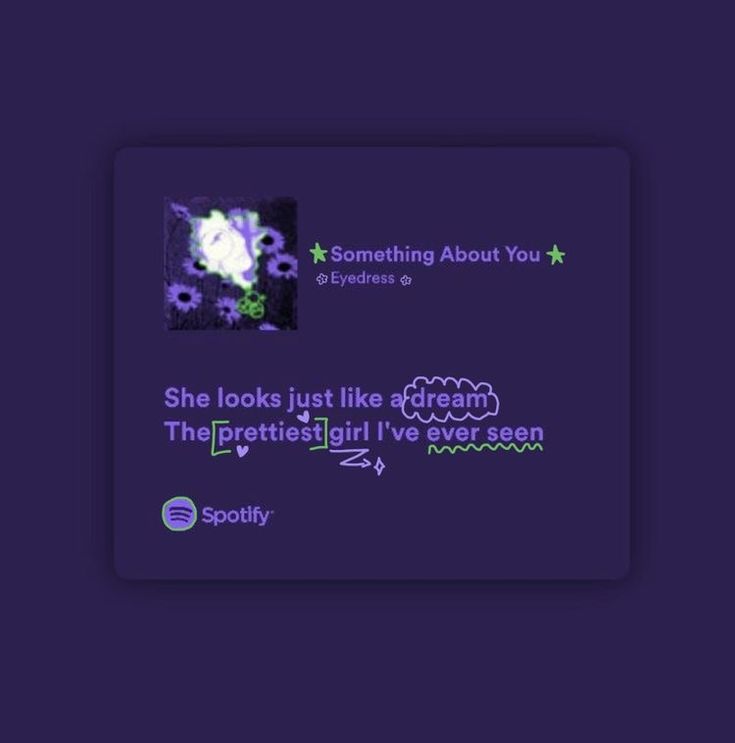 Something About You
Eyedress
She looks just like a dream
The prettiest girl I've ever seen
Spotify